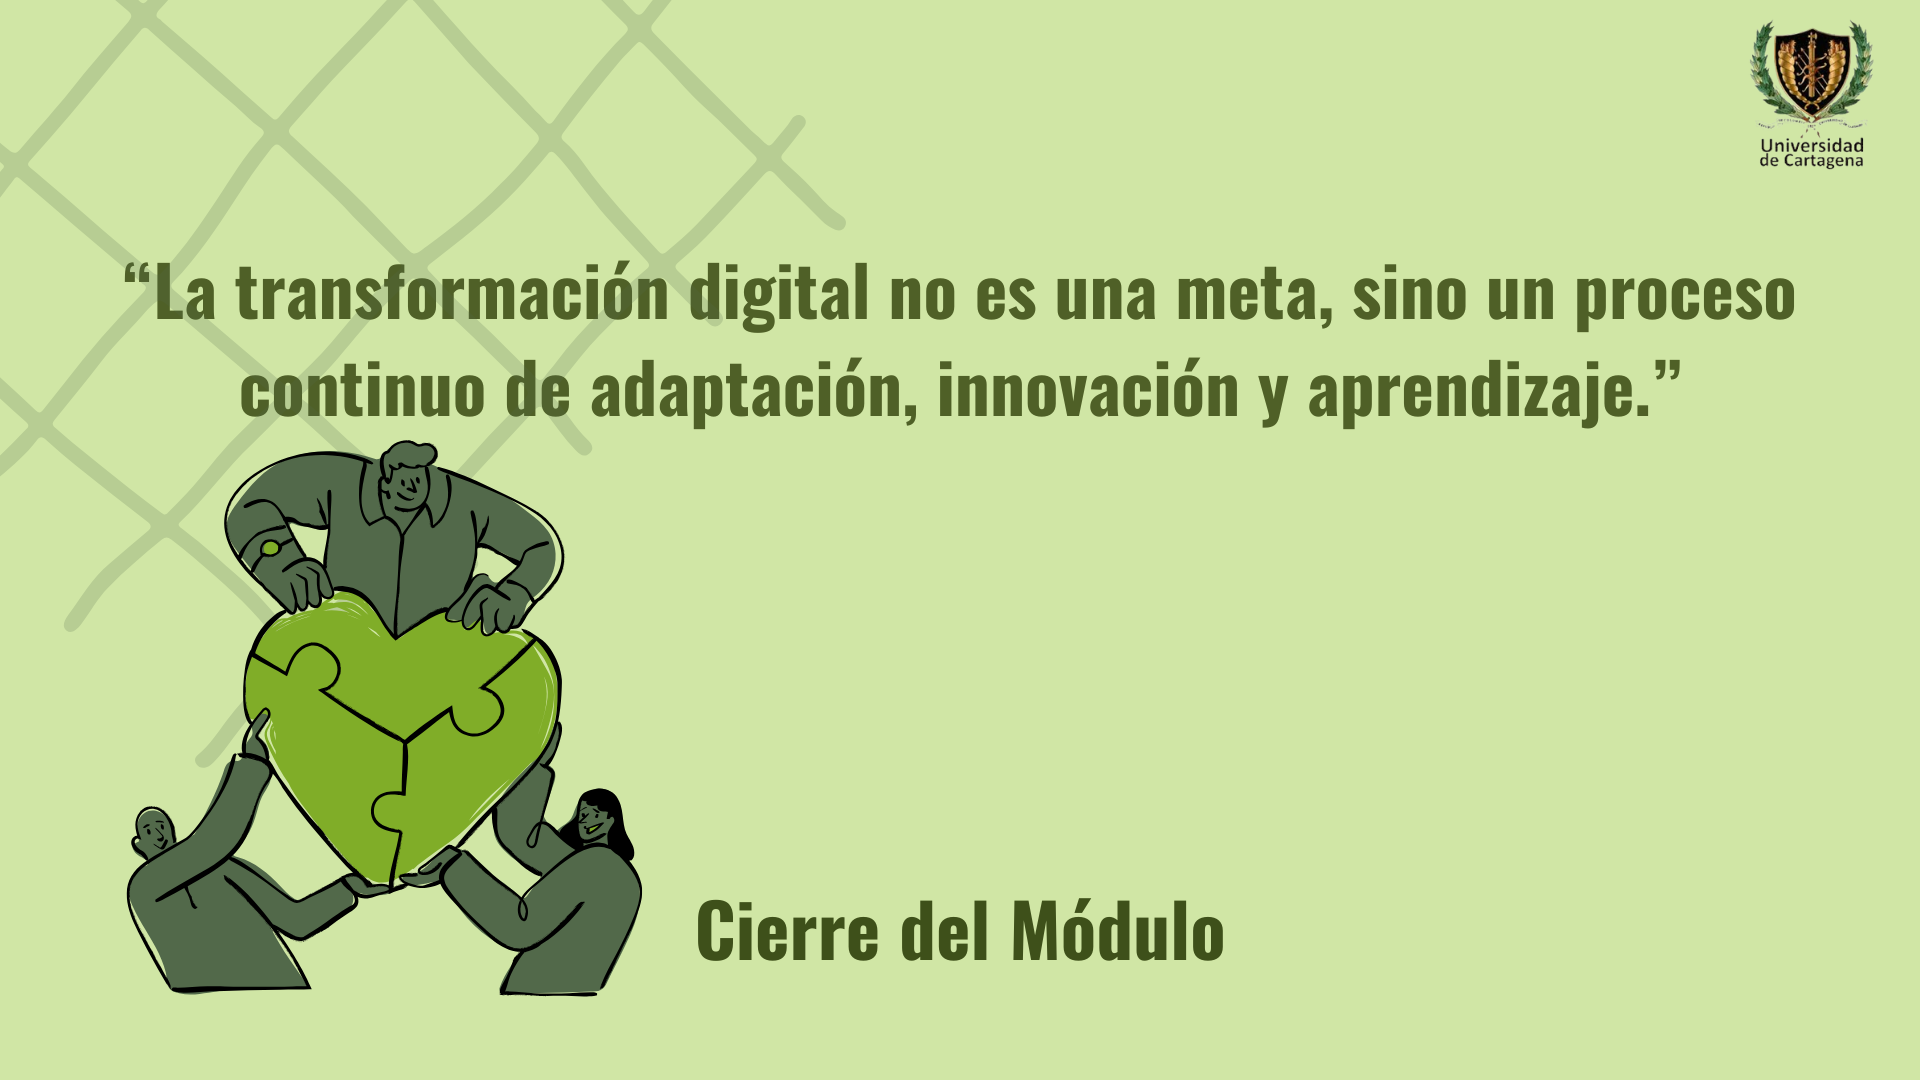 Universidad
de Cartagena
“La transformación digital no es una meta, sino un proceso
continuo de adaptación, innovación y aprendizaje.”
Cierre del Módulo